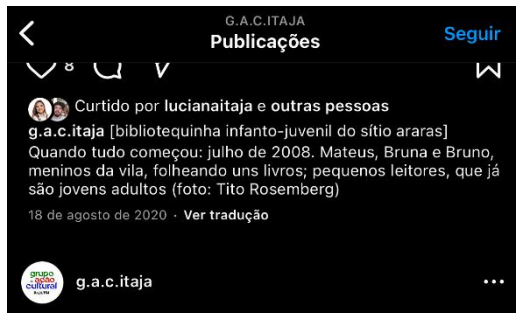 G.A.C.ITAJA
Publicações
Seguir
8
Curtido por lucianaitaja e outras pessoas
g.a.c.itaja [bibliotequinha infanto-juvenil do sítio araras]
Quando tudo começou: julho de 2008. Mateus, Bruna e Bruno,
meninos da vila, folheando uns livros; pequenos leitores, que já
são jovens adultos (foto: Tito Rosemberg)
18 de agosto de 2020 · Ver tradução
grupo
ação
cultural
g.a.c.itaja